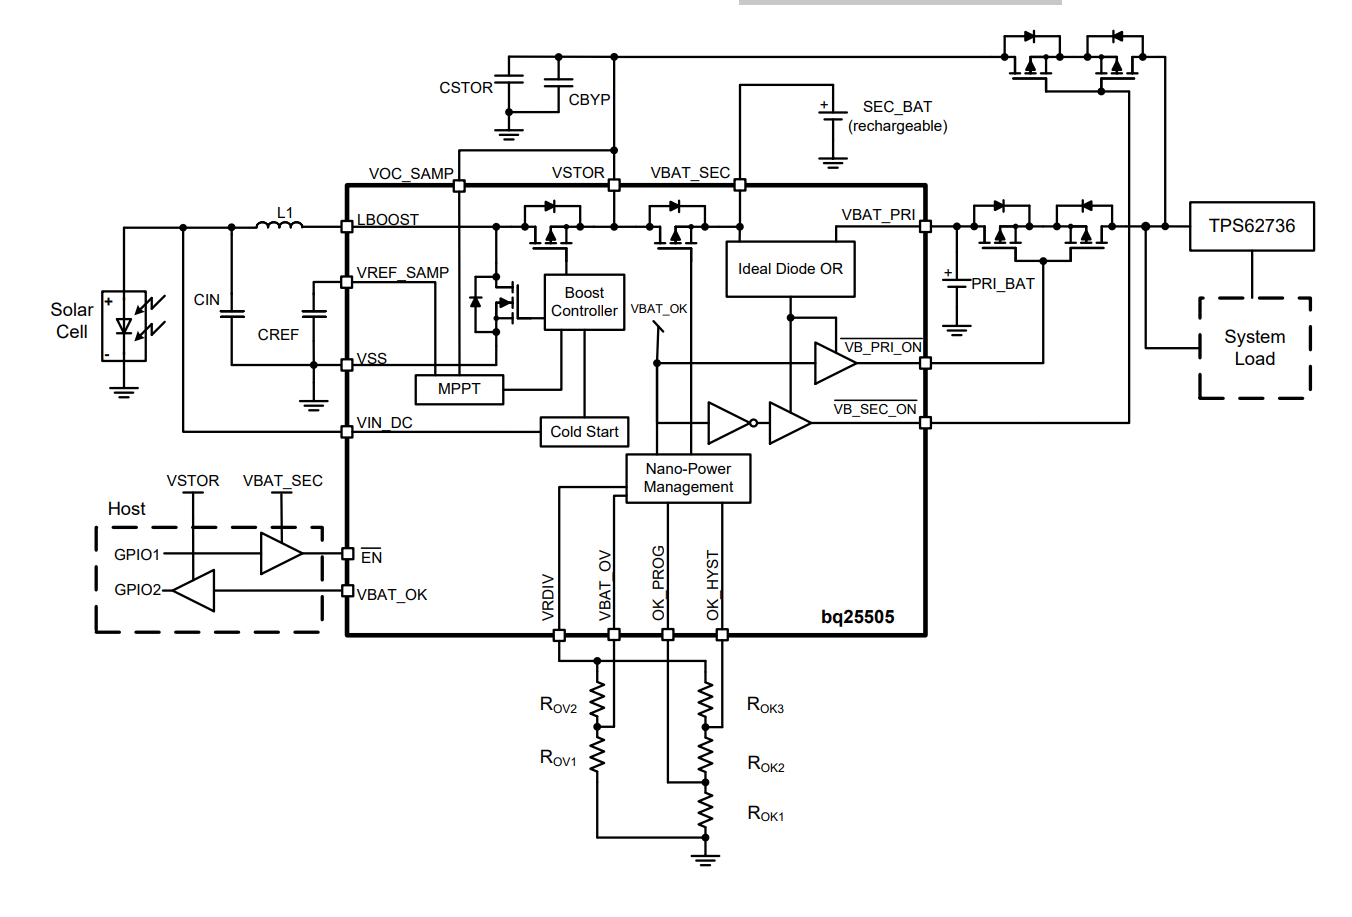 CSTOR
CBYP
+
SEC_BAT
(rechargeable)
VOC_SAMP
VSTOR
VBAT_SEC
L1
LBOOST
VBAT_PRI
TPS62736
Ideal Diode OR
VREF_SAMP
+
PRI_BAT
Solar
Cell
+
-
CIN
CREF
Boost
Controller
VBAT_OK
VB_PRI_ON
System
Load
VSS
MPPT
VB_SEC_ON
VIN_DC
Cold Start
Nano-Power
Management
VSTOR
VBAT_SEC
Host
GPIO1
EN
GPIO2
VBAT_OK
VRDIV
VBAT_OV
OK_PROG
OK_HYST
bq25505
ROV2
ROK3
ROV1
ROK2
ROK1